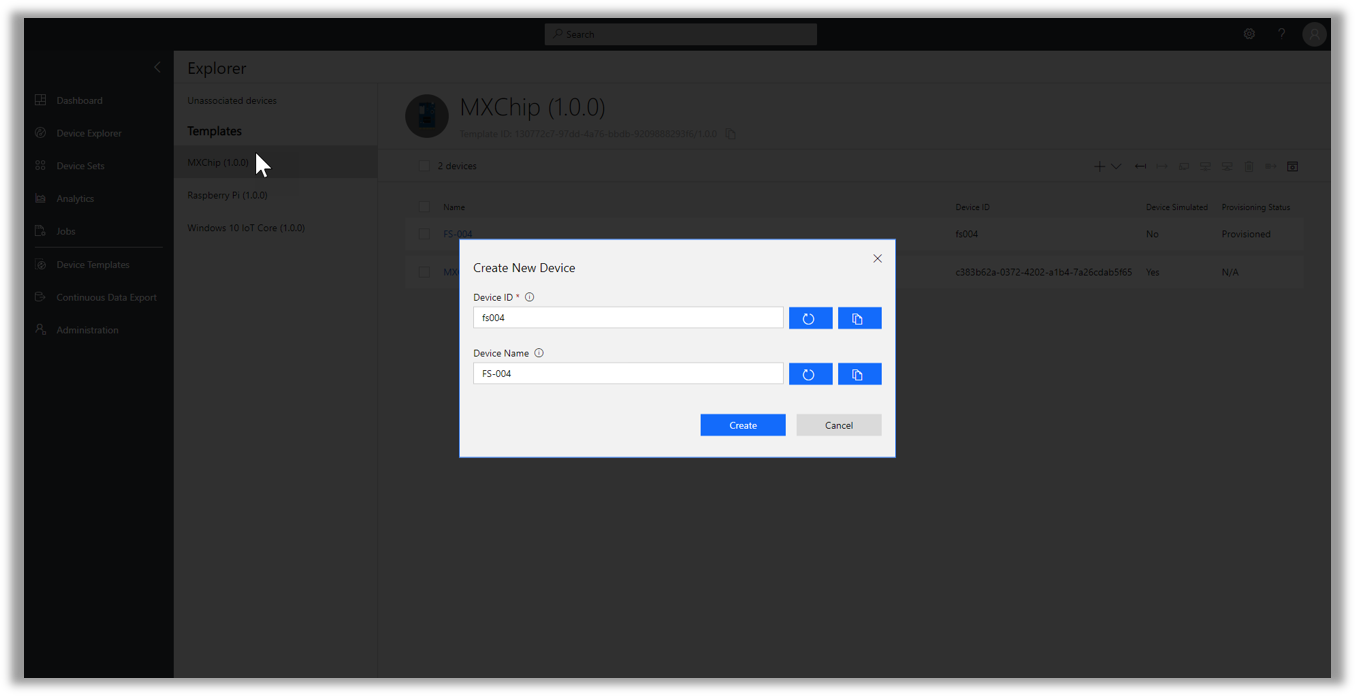 Search
?
Explorer
Dashboard
Device Explorer
Device Sets
Analytics
Jobs
Device Templates
Continuous Data Export
Administration
Unassociated devices
Templates
MXChip (1.0.0)
Raspberry Pi (1.0.0)
Windows 10 IoT Core (1.0.0)
MXChip (1.0.0)
Template ID:
2 devices
Name Device ID Device Simulated Provisioning Status
FS-004 fs004 No Provisioned
c383b62a-0372-4202-a1b4-7a26cdab5f65 Yes N/A
Create New Device
Device ID *
fs004
Device Name
FS-004
Create Cancel